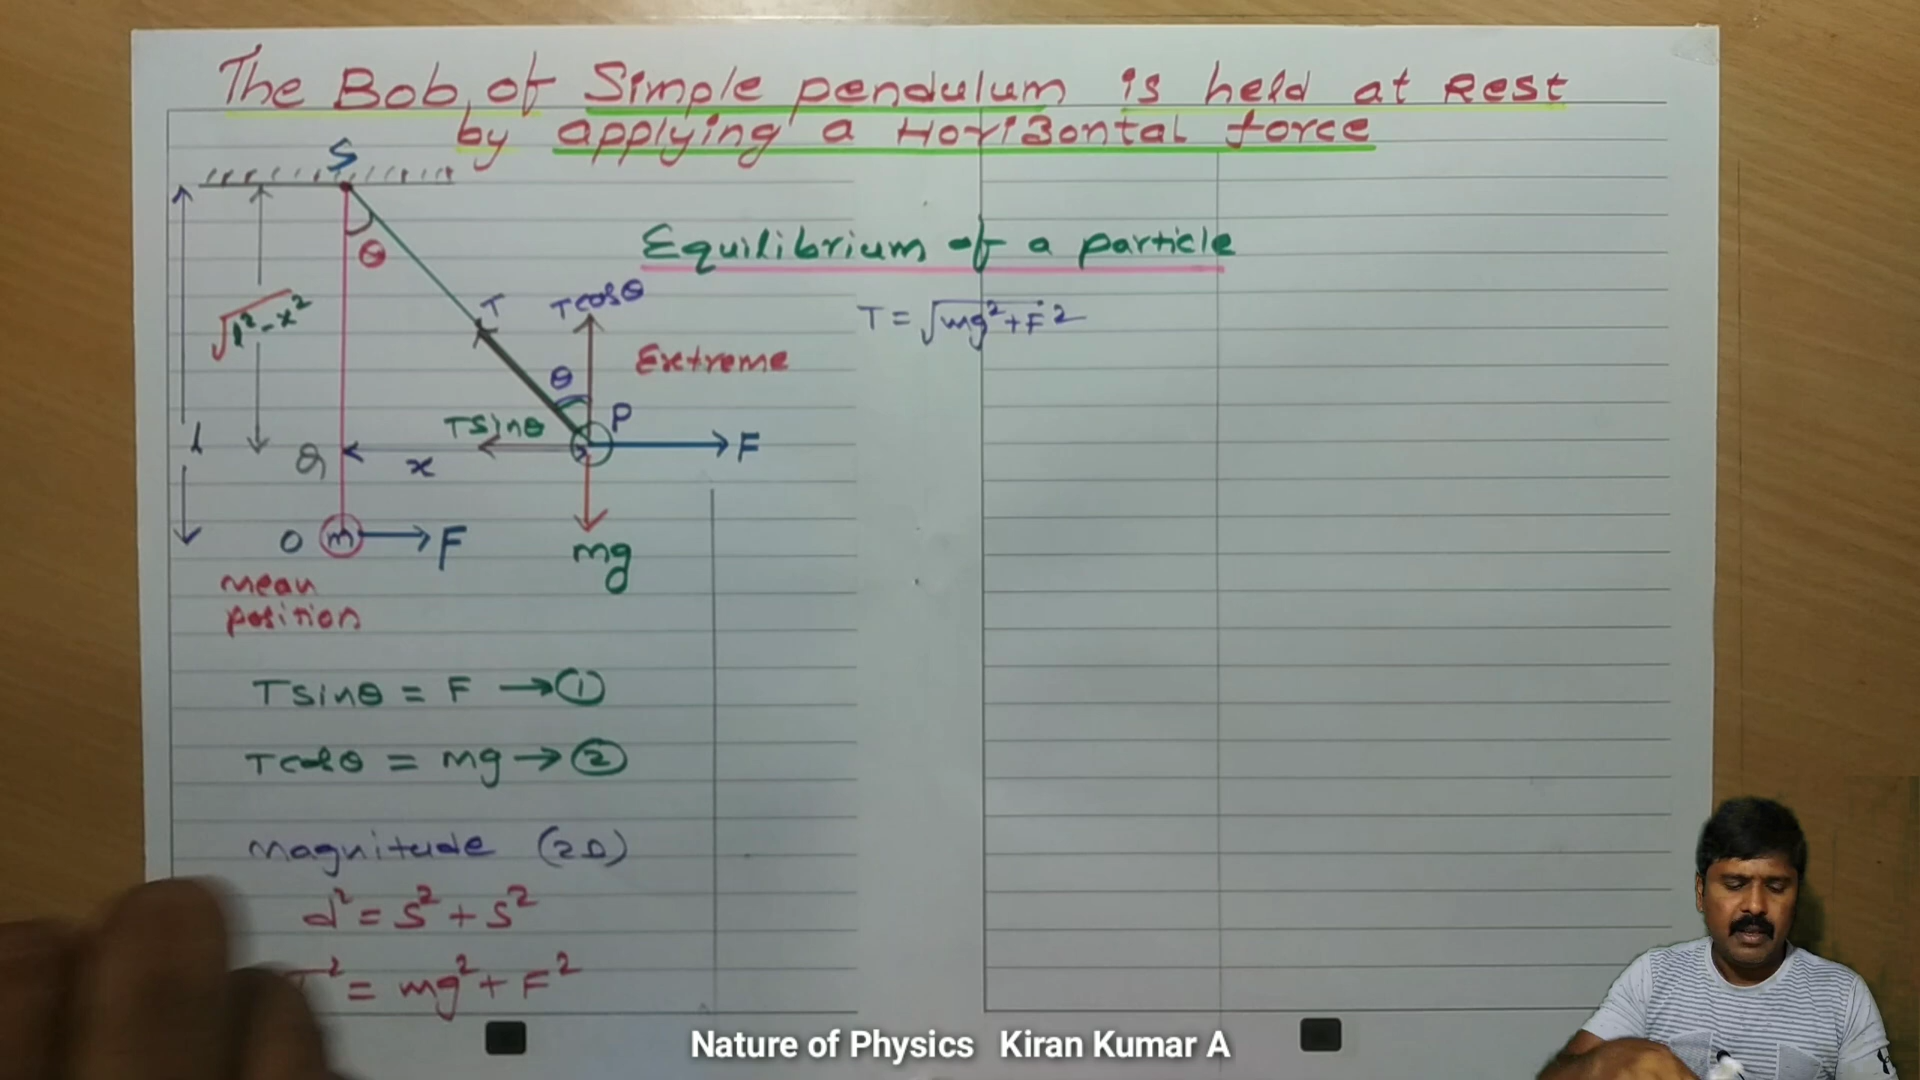 The Bob of Simple pendulum is held at Rest
by applying a Horizontal force
S
θ
Equilibrium of a particle
√l²-x²
T
Tcosθ
T = √mg²+F²
Extreme
θ
P
Tsinθ
F
l
Q
x
O
m
F
mg
mean
position
Tsinθ = F → ①
Tcosθ = mg → ②
magnitude (2D)
d² = S² + S²
T² = mg² + F²
Nature of Physics Kiran Kumar A